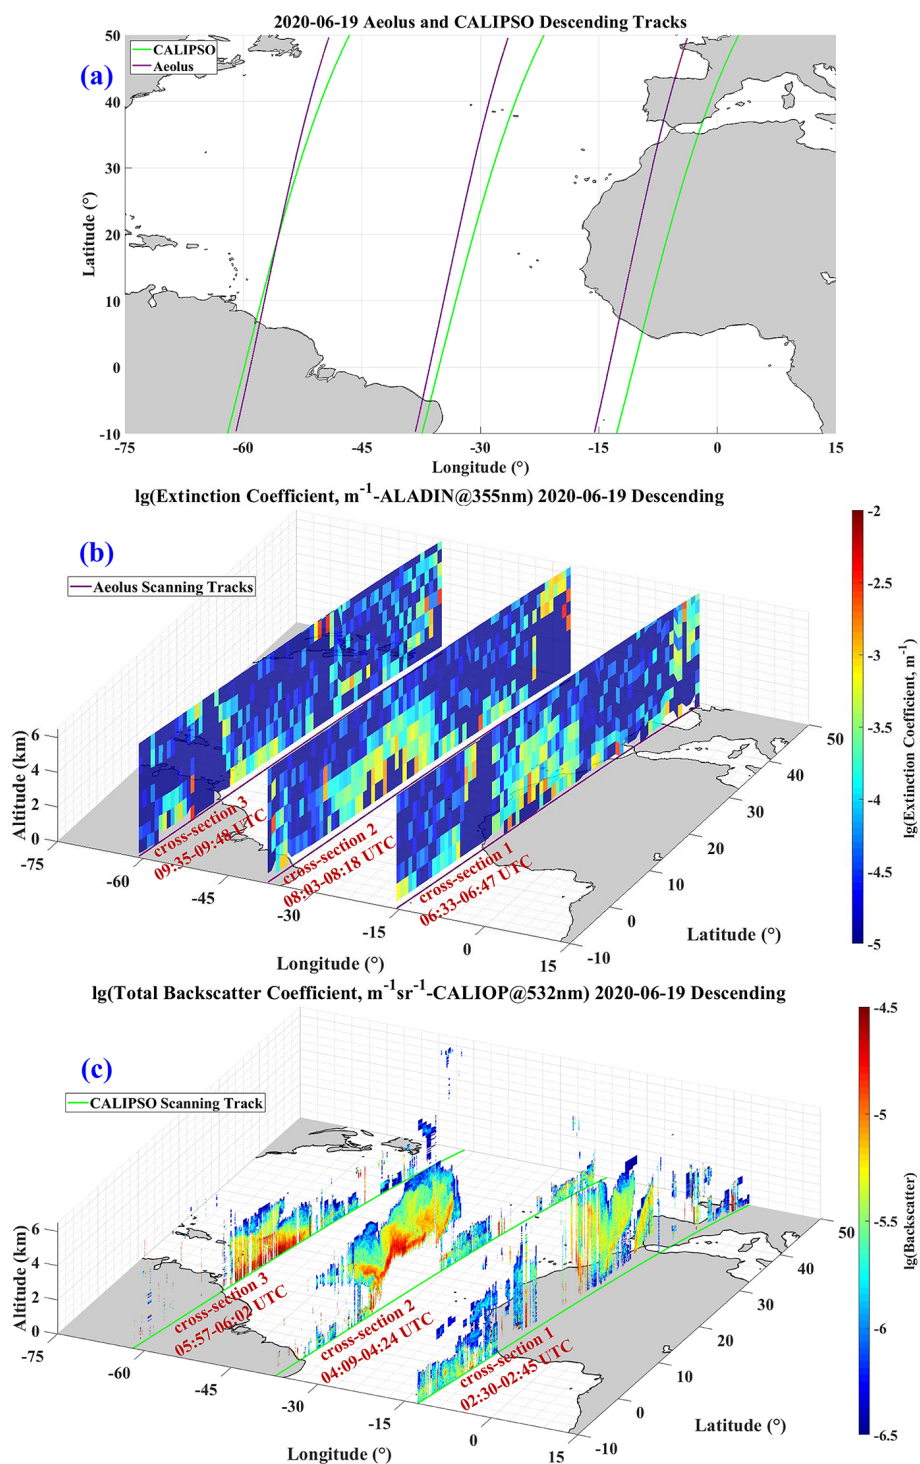 2020-06-19 Aeolus and CALIPSO Descending Tracks
(a)
CALIPSO
Aeolus
50
40
30
20
10
0
-10
Latitude (°)
-75
-60
-45
-30
-15
0
15
Longitude (°)
lg(Extinction Coefficient, m⁻¹-ALADIN@355nm) 2020-06-19 Descending
(b)
Aeolus Scanning Tracks
6
4
2
0
Altitude (km)
-75
-60
-45
-30
-15
0
15
Longitude (°)
-10
0
10
20
30
40
50
Latitude (°)
cross-section 3
09:35-09:48 UTC
cross-section 2
08:03-08:18 UTC
cross-section 1
06:33-06:47 UTC
-2
-2.5
-3
-3.5
-4
-4.5
-5
lg(Extinction Coefficient, m⁻¹)
lg(Total Backscatter Coefficient, m⁻¹sr⁻¹-CALIOP@532nm) 2020-06-19 Descending
(c)
CALIPSO Scanning Track
6
4
2
0
Altitude (km)
-75
-60
-45
-30
-15
0
15
Longitude (°)
-10
0
10
20
30
40
50
Latitude (°)
cross-section 3
05:57-06:02 UTC
cross-section 2
04:09-04:24 UTC
cross-section 1
02:30-02:45 UTC
-4.5
-5
-5.5
-6
-6.5
lg(Backscatter)